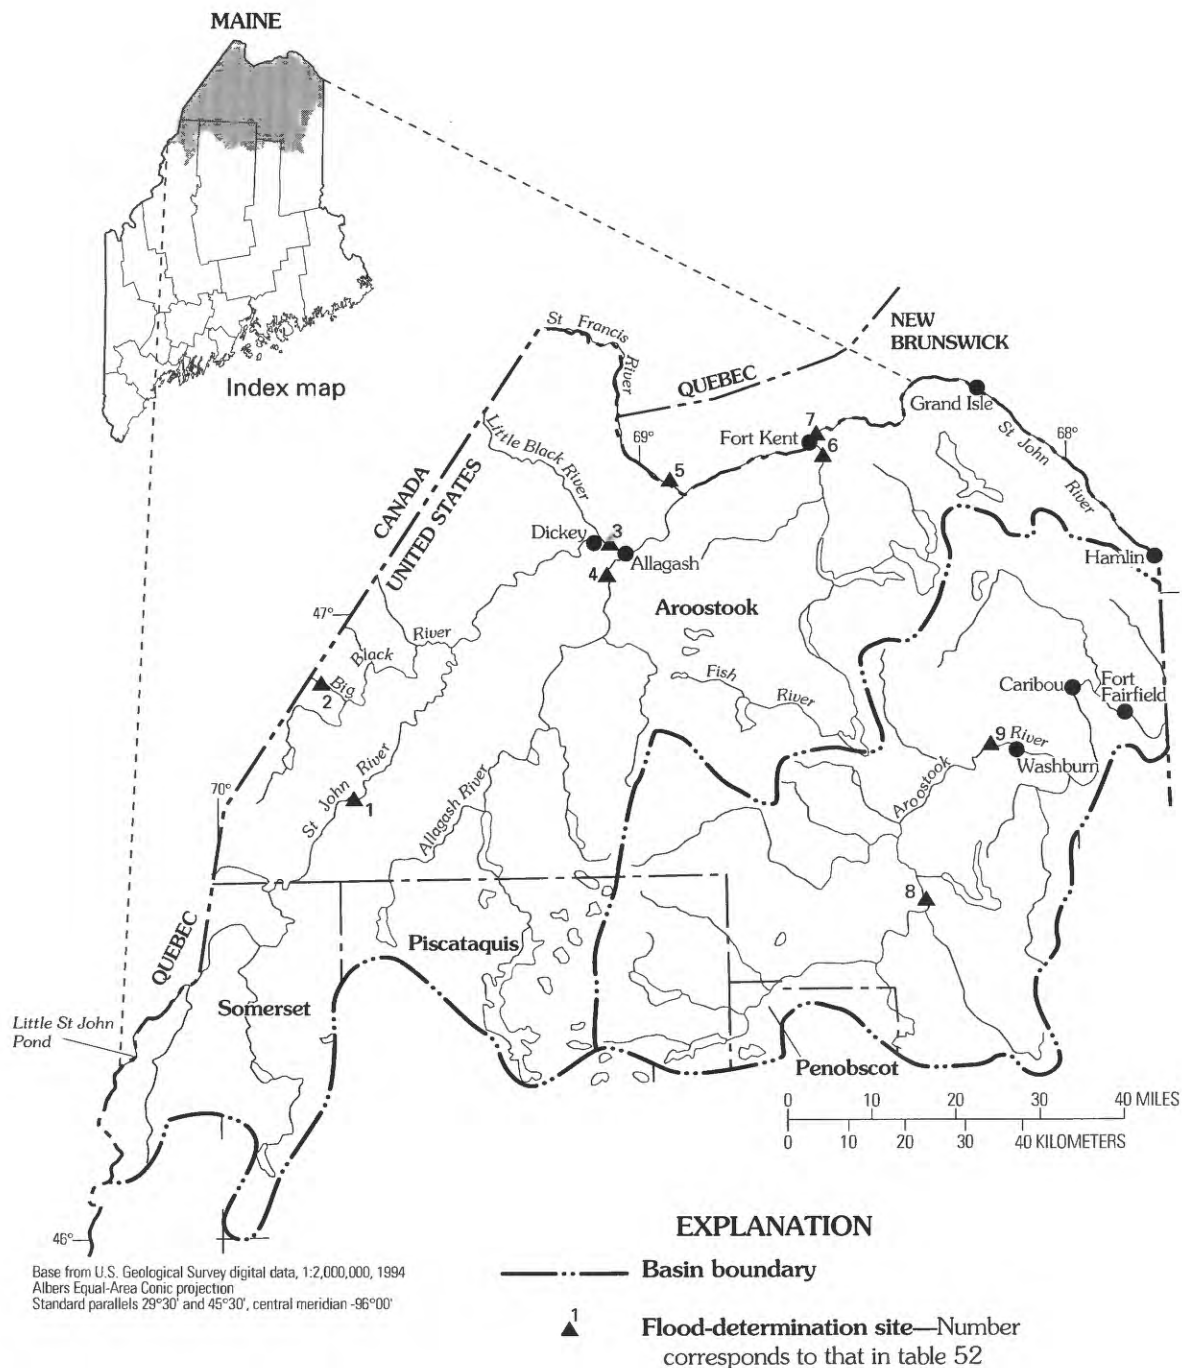 MAINE
Index map
NEW
BRUNSWICK
St Francis
River
QUEBEC
Grand Isle
St John
River
68°
69°
Fort Kent
7
6
5
Little Black River
CANADA
UNITED STATES
Dickey
3
Allagash
4
Hamlin
47°
Aroostook
River
Black
Big
2
Fish
River
Caribou
Fort
Fairfield
9
River
Washburn
Aroostook
70°
St John River
1
Allagash River
8
QUEBEC
Piscataquis
Somerset
Little St John
Pond
Penobscot
0 10 20 30 40 MILES
0 10 20 30 40 KILOMETERS
46°
EXPLANATION
Basin boundary
1
Flood-determination site—Number
corresponds to that in table 52
Base from U.S. Geological Survey digital data, 1:2,000,000, 1994
Albers Equal-Area Conic projection
Standard parallels 29°30' and 45°30', central meridian -96°00'